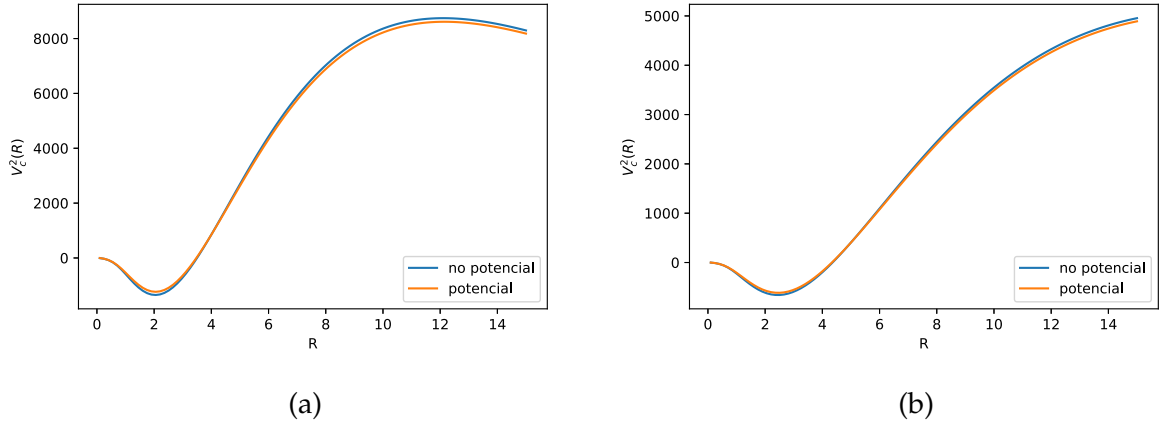 8000
6000
4000
2000
0
V_c^2(R)
0 2 4 6 8 10 12 14
R
no potencial
potencial
(a)
5000
4000
3000
2000
1000
0
V_c^2(R)
0 2 4 6 8 10 12 14
R
no potencial
potencial
(b)